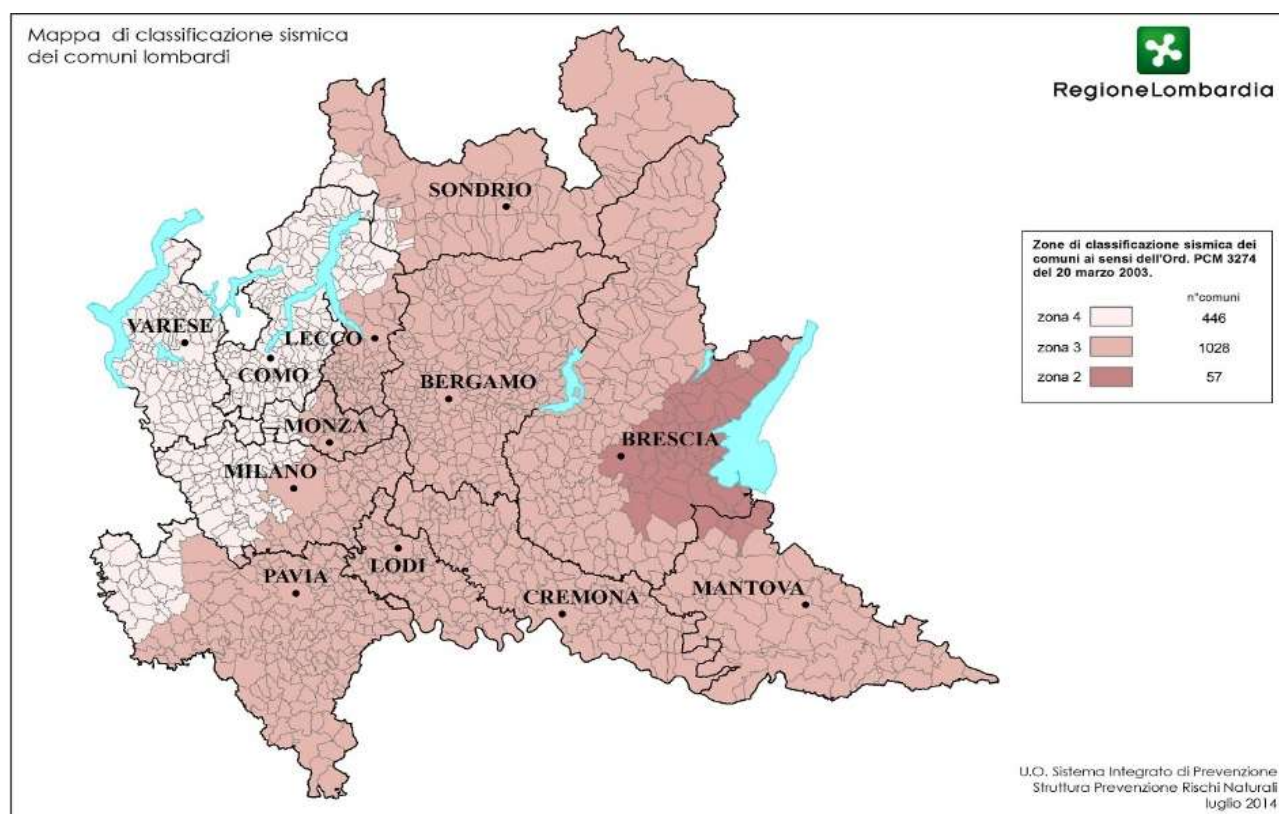 Mappa di classificazione sismica
dei comuni lombardi
RegioneLombardia
SONDRIO
VARESE
LECCO
COMO
BERGAMO
MONZA
BRESCIA
MILANO
PAVIA
LODI
CREMONA
MANTOVA
Zone di classificazione sismica dei
comuni ai sensi dell'Ord. PCM 3274
del 20 marzo 2003.
n°comuni
zona 4 446
zona 3 1028
zona 2 57
U.O. Sistema Integrato di Prevenzione
Struttura Prevenzione Rischi Naturali
luglio 2014